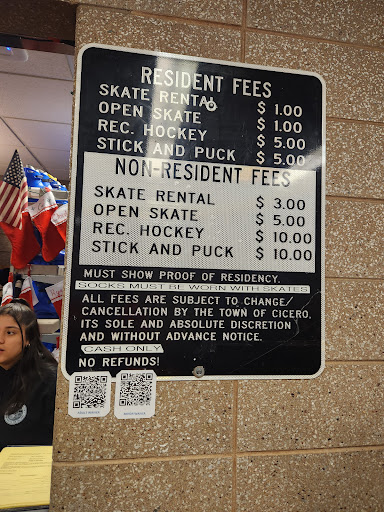 RESIDENT FEES
SKATE RENTAL $ 1.00
OPEN SKATE $ 1.00
REC. HOCKEY $ 5.00
STICK AND PUCK $ 5.00
NON-RESIDENT FEES
SKATE RENTAL $ 3.00
OPEN SKATE $ 5.00
REC. HOCKEY $ 10.00
STICK AND PUCK $ 10.00
MUST SHOW PROOF OF RESIDENCY.
SOCKS MUST BE WORN WITH SKATES
ALL FEES ARE SUBJECT TO CHANGE/
CANCELLATION BY THE TOWN OF CICERO,
ITS SOLE AND ABSOLUTE DISCRETION
AND WITHOUT ADVANCE NOTICE.
CASH ONLY
NO REFUNDS!